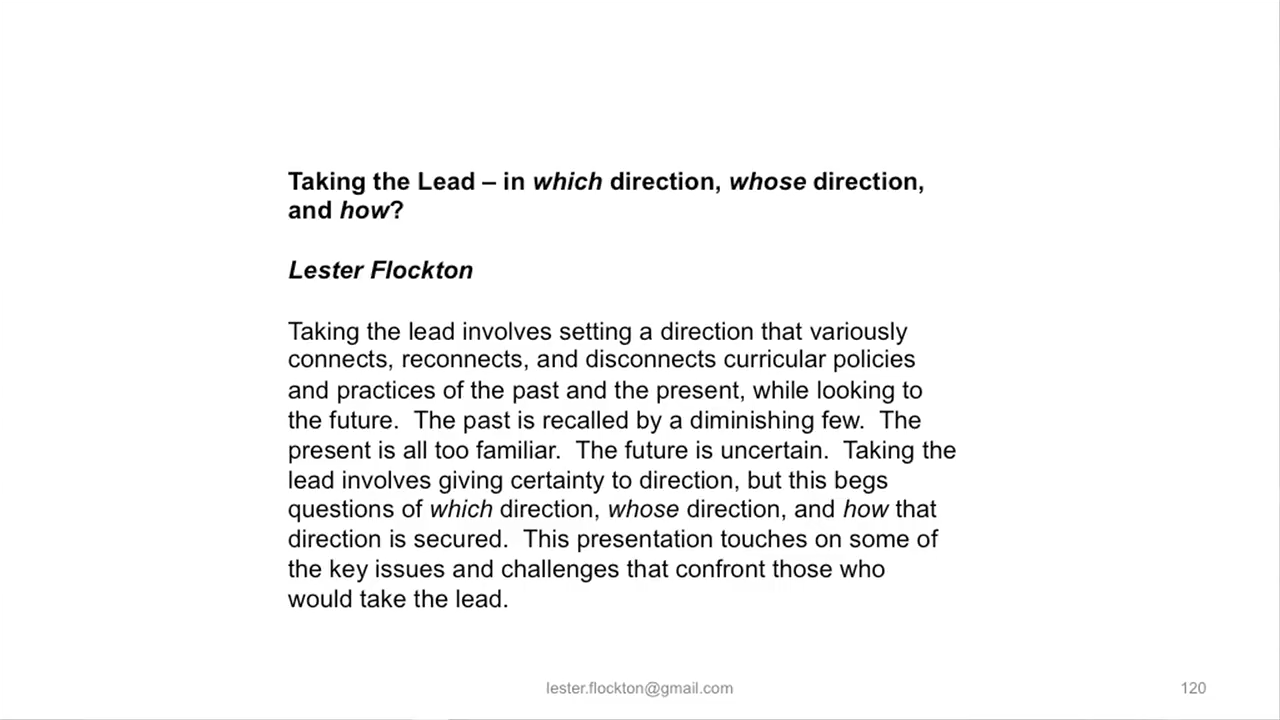 Taking the Lead – in which direction, whose direction,
and how?
Lester Flockton
Taking the lead involves setting a direction that variously
connects, reconnects, and disconnects curricular policies
and practices of the past and the present, while looking to
the future.  The past is recalled by a diminishing few.  The
present is all too familiar.  The future is uncertain.  Taking the
lead involves giving certainty to direction, but this begs
questions of which direction, whose direction, and how that
direction is secured.  This presentation touches on some of
the key issues and challenges that confront those who
would take the lead.
lester.flockton@gmail.com
120